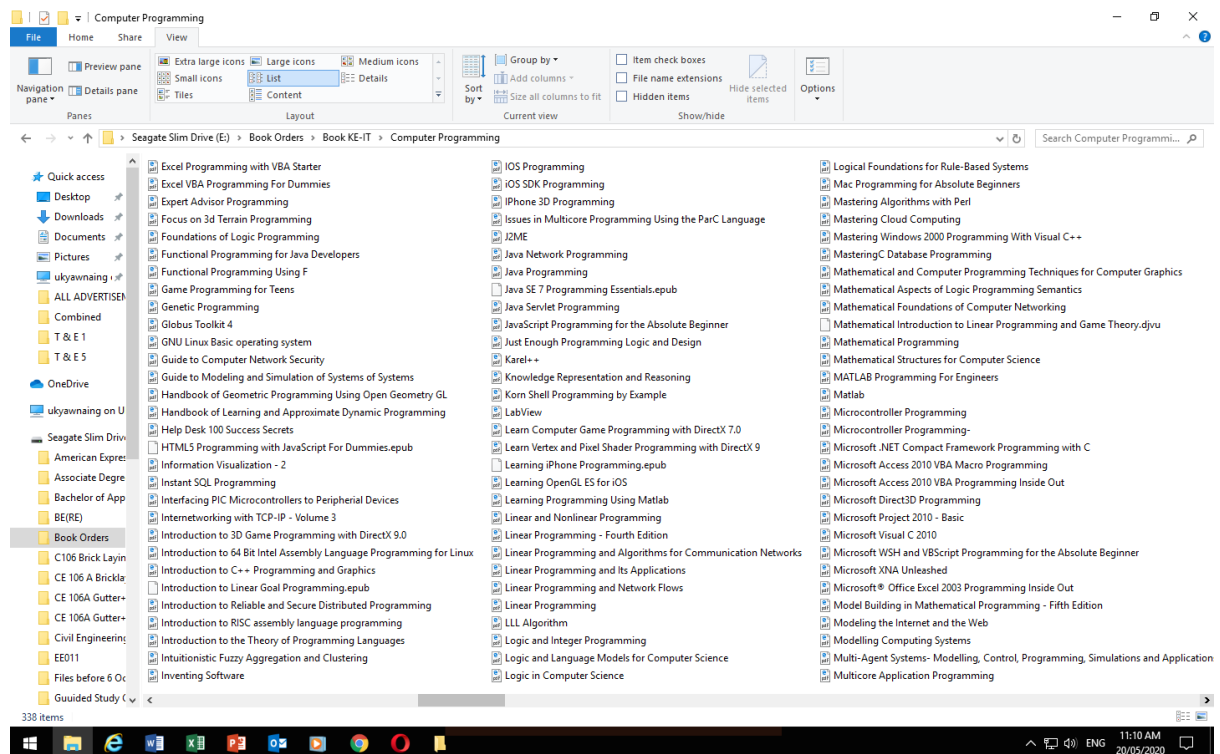 Computer Programming
File Home Share View
Navigation pane
Preview pane
Details pane
Panes
Extra large icons Large icons Medium icons
Small icons List Details
Tiles Content
Layout
Sort by
Group by
Add columns
Size all columns to fit
Current view
Item check boxes
File name extensions
Hidden items
Hide selected items
Show/hide
Options
Seagate Slim Drive (E:) > Book Orders > Book KE-IT > Computer Programming
Search Computer Programmi...
Quick access
Desktop
Downloads
Documents
Pictures
ukyawnaing
ALL ADVERTISEM
Combined
T & E 1
T & E 5
OneDrive
ukyawnaing on U
Seagate Slim Driv
American Expres
Associate Degre
Bachelor of App
BE(RE)
Book Orders
C106 Brick Layin
CE 106 A Brickla
CE 106A Gutter+
CE 106A Gutter+
Civil Engineering
EE011
Files before 6 Oc
Guuided Study
Excel Programming with VBA Starter
Excel VBA Programming For Dummies
Expert Advisor Programming
Focus on 3d Terrain Programming
Foundations of Logic Programming
Functional Programming for Java Developers
Functional Programming Using F
Game Programming for Teens
Genetic Programming
Globus Toolkit 4
GNU Linux Basic operating system
Guide to Computer Network Security
Guide to Modeling and Simulation of Systems of Systems
Handbook of Geometric Programming Using Open Geometry GL
Handbook of Learning and Approximate Dynamic Programming
Help Desk 100 Success Secrets
HTML5 Programming with JavaScript For Dummies.epub
Information Visualization - 2
Instant SQL Programming
Interfacing PIC Microcontrollers to Peripherial Devices
Internetworking with TCP-IP - Volume 3
Introduction to 3D Game Programming with DirectX 9.0
Introduction to 64 Bit Intel Assembly Language Programming for Linux
Introduction to C++ Programming and Graphics
Introduction to Linear Goal Programming.epub
Introduction to Reliable and Secure Distributed Programming
Introduction to RISC assembly language programming
Introduction to the Theory of Programming Languages
Intuitionistic Fuzzy Aggregation and Clustering
Inventing Software
IOS Programming
iOS SDK Programming
IPhone 3D Programming
Issues in Multicore Programming Using the ParC Language
J2ME
Java Network Programming
Java Programming
Java SE 7 Programming Essentials.epub
Java Servlet Programming
JavaScript Programming for the Absolute Beginner
Just Enough Programming Logic and Design
Karel++
Knowledge Representation and Reasoning
Korn Shell Programming by Example
LabView
Learn Computer Game Programming with DirectX 7.0
Learn Vertex and Pixel Shader Programming with DirectX 9
Learning iPhone Programming.epub
Learning OpenGL ES for iOS
Learning Programming Using Matlab
Linear and Nonlinear Programming
Linear Programming - Fourth Edition
Linear Programming and Algorithms for Communication Networks
Linear Programming and Its Applications
Linear Programming and Network Flows
Linear Programming
LLL Algorithm
Logic and Integer Programming
Logic and Language Models for Computer Science
Logic in Computer Science
Logical Foundations for Rule-Based Systems
Mac Programming for Absolute Beginners
Mastering Algorithms with Perl
Mastering Cloud Computing
Mastering Windows 2000 Programming With Visual C++
MasteringC Database Programming
Mathematical and Computer Programming Techniques for Computer Graphics
Mathematical Aspects of Logic Programming Semantics
Mathematical Foundations of Computer Networking
Mathematical Introduction to Linear Programming and Game Theory.djvu
Mathematical Programming
Mathematical Structures for Computer Science
MATLAB Programming For Engineers
Matlab
Microcontroller Programming
Microcontroller Programming-
Microsoft .NET Compact Framework Programming with C
Microsoft Access 2010 VBA Macro Programming
Microsoft Access 2010 VBA Programming Inside Out
Microsoft Direct3D Programming
Microsoft Project 2010 - Basic
Microsoft Visual C 2010
Microsoft WSH and VBScript Programming for the Absolute Beginner
Microsoft XNA Unleashed
Microsoft® Office Excel 2003 Programming Inside Out
Model Building in Mathematical Programming - Fifth Edition
Modeling the Internet and the Web
Modelling Computing Systems
Multi-Agent Systems- Modelling, Control, Programming, Simulations and Application
Multicore Application Programming
338 items
ENG
11:10 AM
20/05/2020